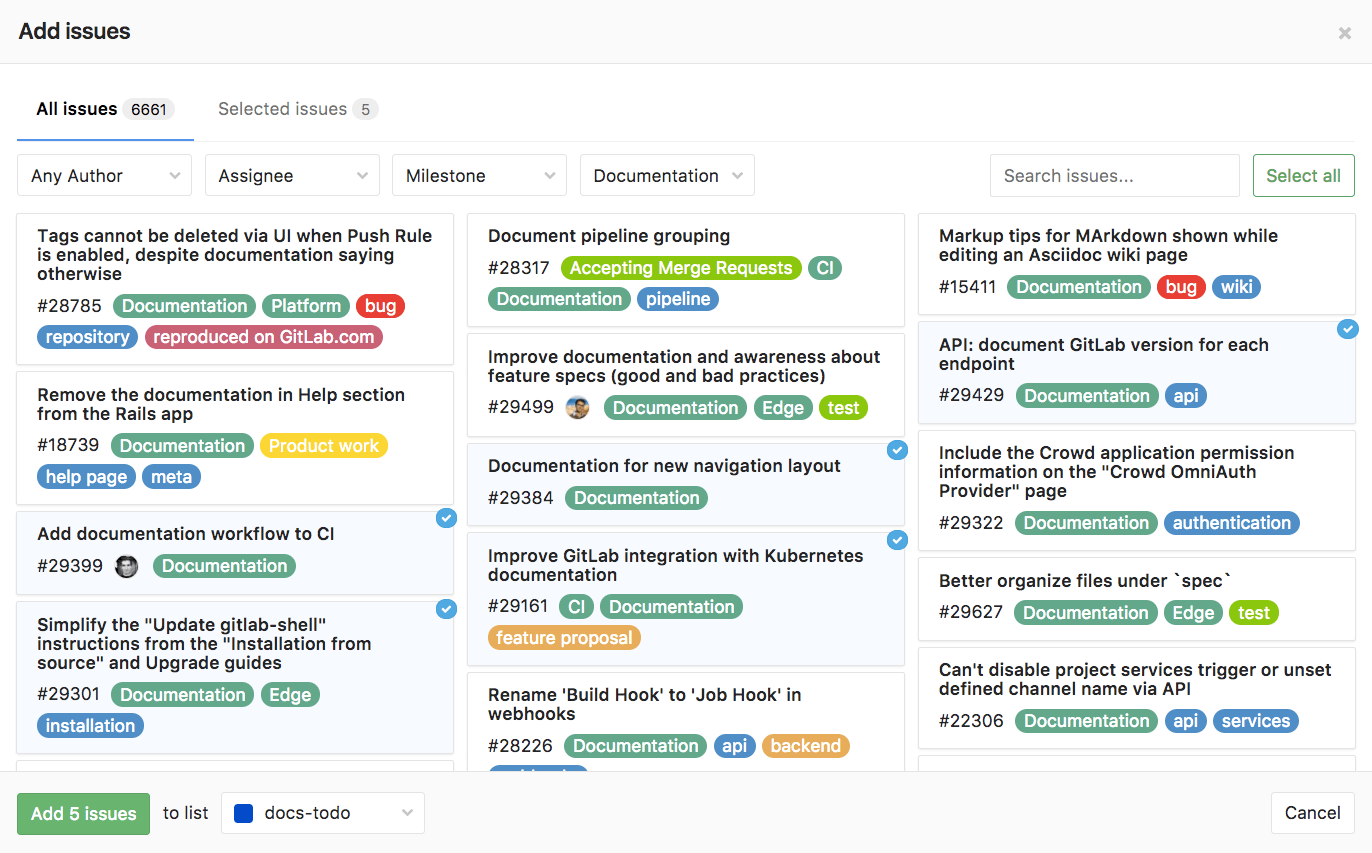 Add issues
×
All issues 6661
Selected issues 5
Any Author
Assignee
Milestone
Documentation
Search issues...
Select all
Tags cannot be deleted via UI when Push Rule
is enabled, despite documentation saying
otherwise
#28785 Documentation Platform bug
repository reproduced on GitLab.com
Remove the documentation in Help section
from the Rails app
#18739 Documentation Product work
help page meta
Add documentation workflow to CI
#29399 Documentation
Simplify the "Update gitlab-shell"
instructions from the "Installation from
source" and Upgrade guides
#29301 Documentation Edge
installation
Document pipeline grouping
#28317 Accepting Merge Requests CI
Documentation pipeline
Improve documentation and awareness about
feature specs (good and bad practices)
#29499 Documentation Edge test
Documentation for new navigation layout
#29384 Documentation
Improve GitLab integration with Kubernetes
documentation
#29161 CI Documentation
feature proposal
Rename 'Build Hook' to 'Job Hook' in
webhooks
#28226 Documentation api backend
Markup tips for MArkdown shown while
editing an Asciidoc wiki page
#15411 Documentation bug wiki
API: document GitLab version for each
endpoint
#29429 Documentation api
Include the Crowd application permission
information on the "Crowd OmniAuth
Provider" page
#29322 Documentation authentication
Better organize files under `spec`
#29627 Documentation Edge test
Can't disable project services trigger or unset
defined channel name via API
#22306 Documentation api services
Add 5 issues to list docs-todo
Cancel